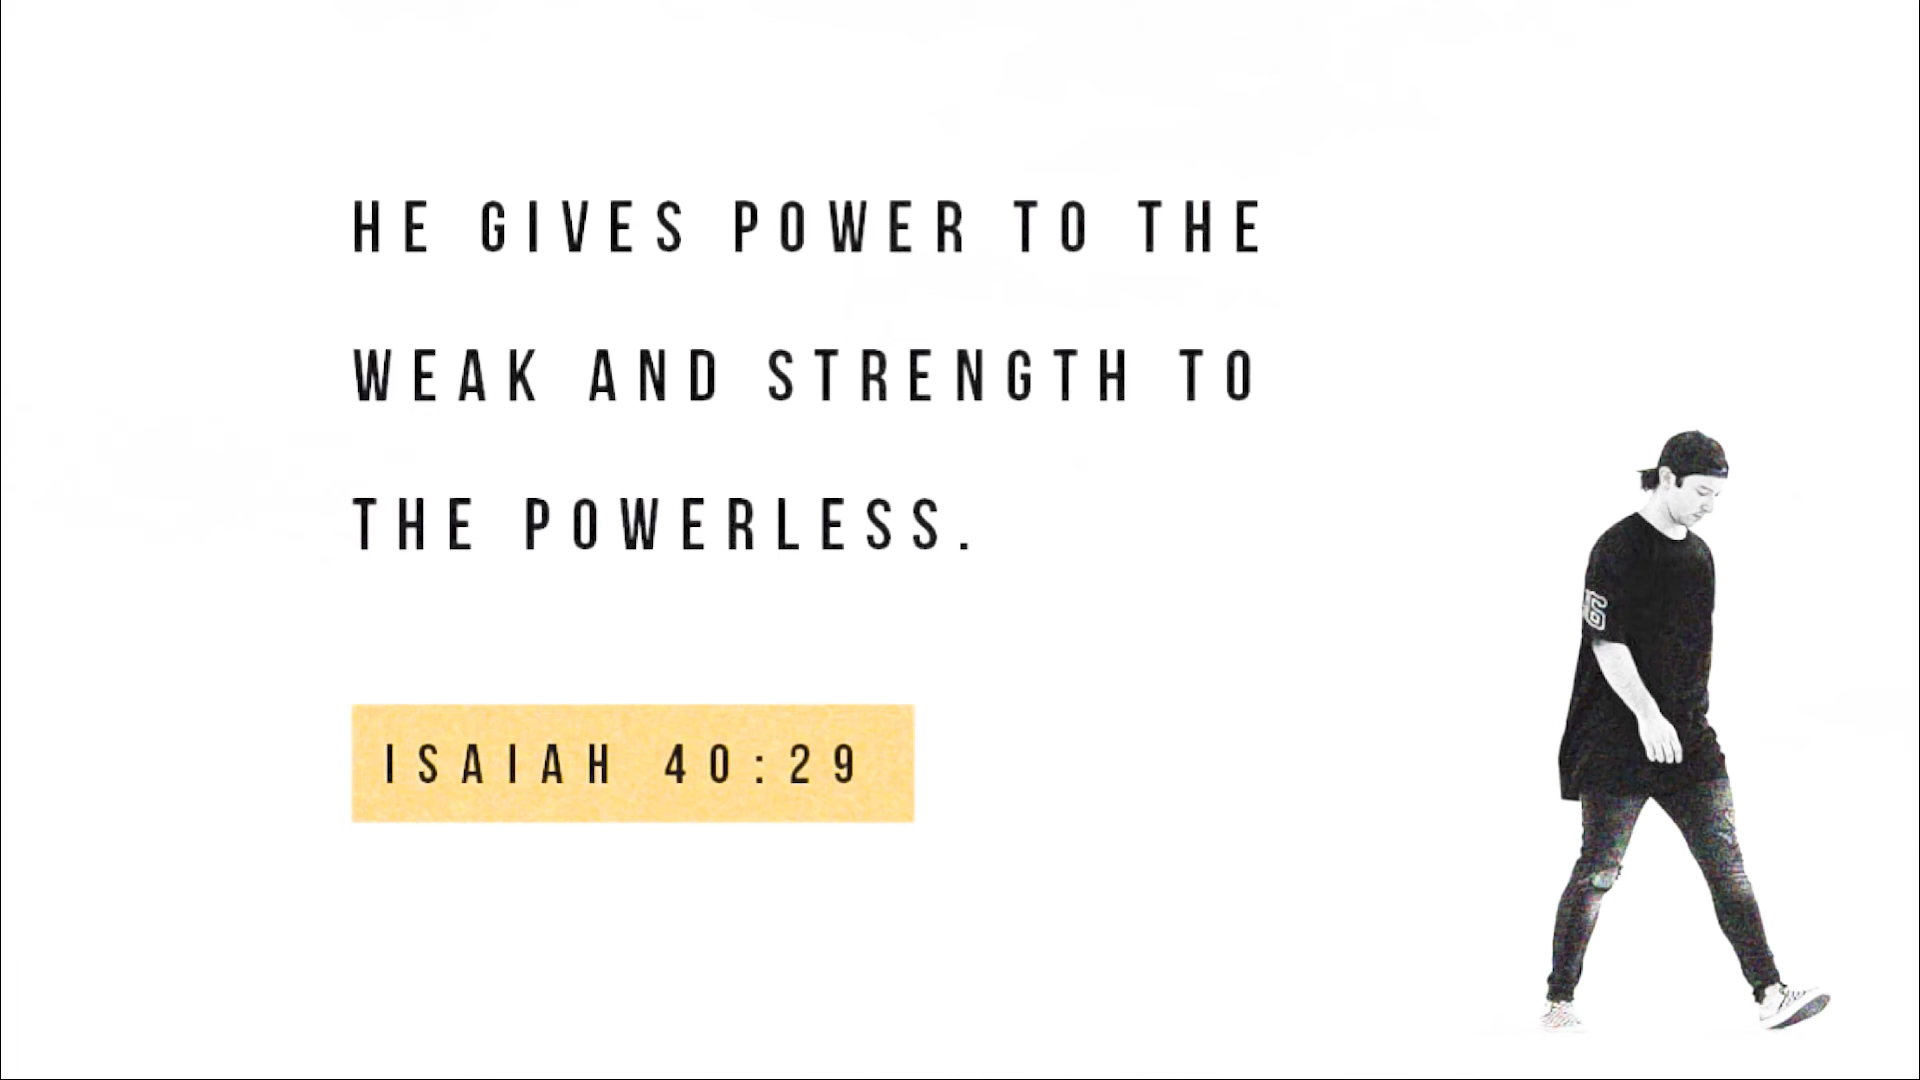 HE GIVES POWER TO THE
WEAK AND STRENGTH TO
THE POWERLESS.
ISAIAH 40:29